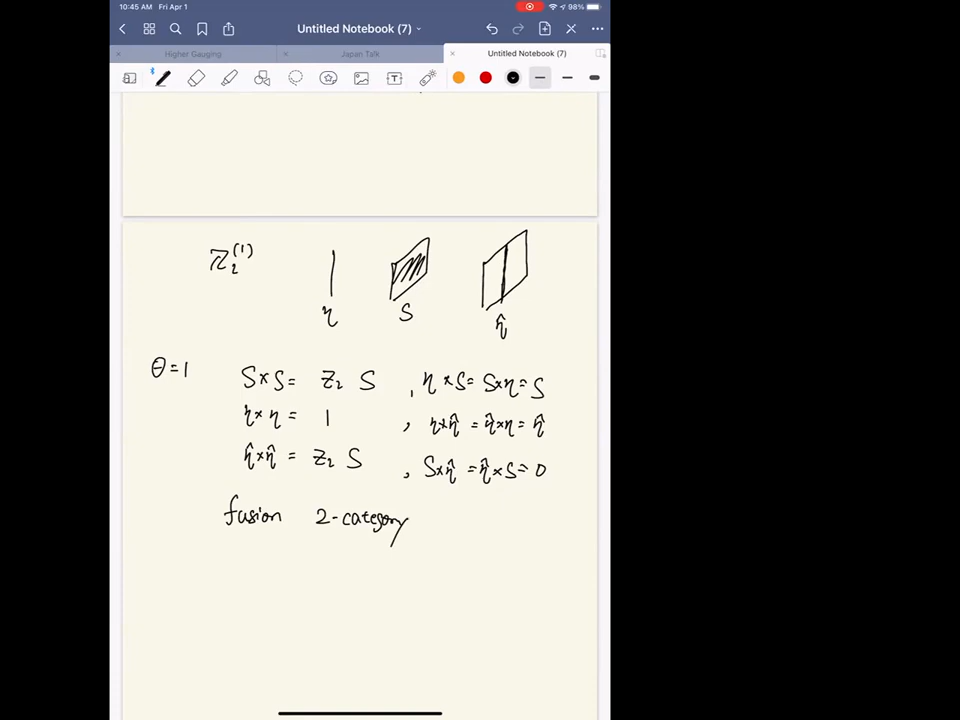 10:45 AM Fri Apr 1 98%
Untitled Notebook (7)
Higher Gauging Japan Talk Untitled Notebook (7)
ℤ₂⁽¹⁾
η S η̂
θ=1 S×S= ℤ₂ S , η×S=S×η=S
η×η= 1 , η×η̂=η̂×η=η̂
η̂×η̂= ℤ₂ S , S×η̂=η̂×S=0
fusion 2-category